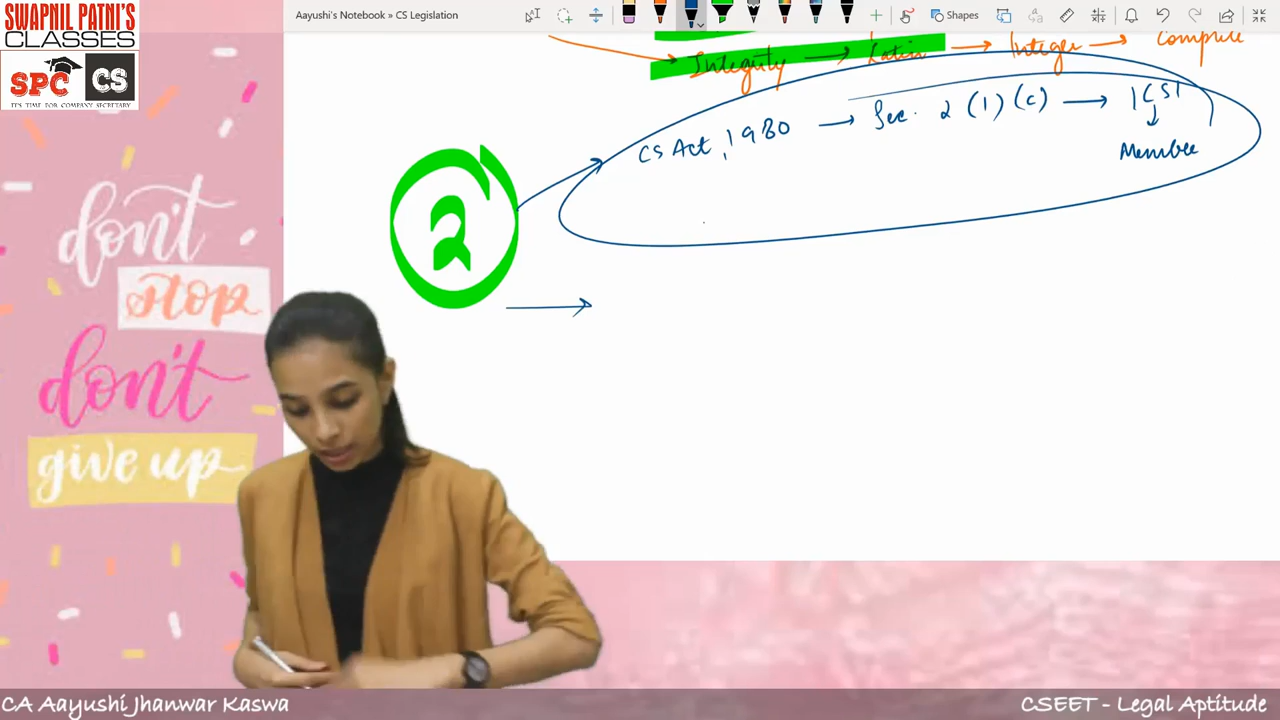 SWAPNIL PATNI'S
CLASSES
SPC CS
IT'S TIME FOR COMPANY SECRETARY
Aayushi's Notebook » CS Legislation
Shapes
Integrity → Latin → Integer → Compute
CS Act, 1980 → Sec. 2 (1) (c) → ICSI
Member
2
don't
stop
don't
give up
CA Aayushi Jhanwar Kaswa
CSEET - Legal Aptitude